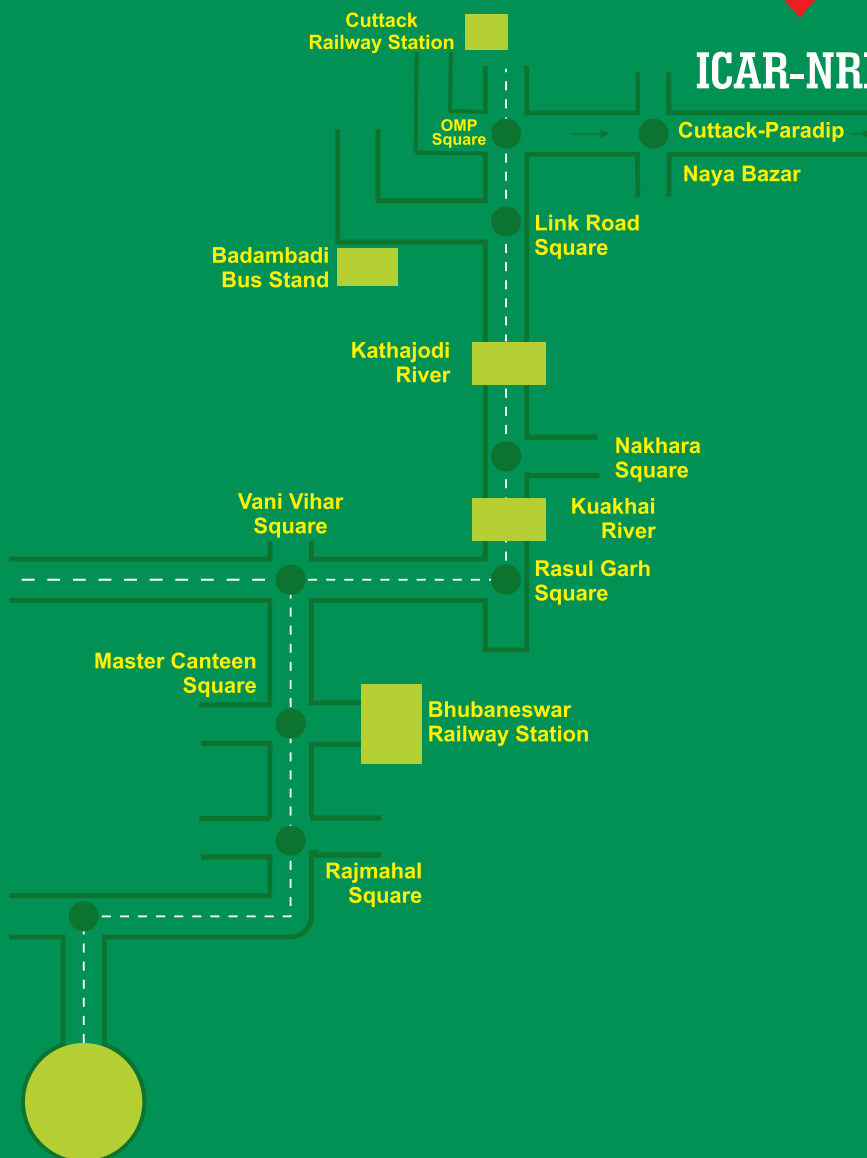 Cuttack
Railway Station
ICAR-NR
OMP
Square
Cuttack-Paradip
Naya Bazar
Link Road
Square
Badambadi
Bus Stand
Kathajodi
River
Nakhara
Square
Vani Vihar
Square
Kuakhai
River
Rasul Garh
Square
Master Canteen
Square
Bhubaneswar
Railway Station
Rajmahal
Square